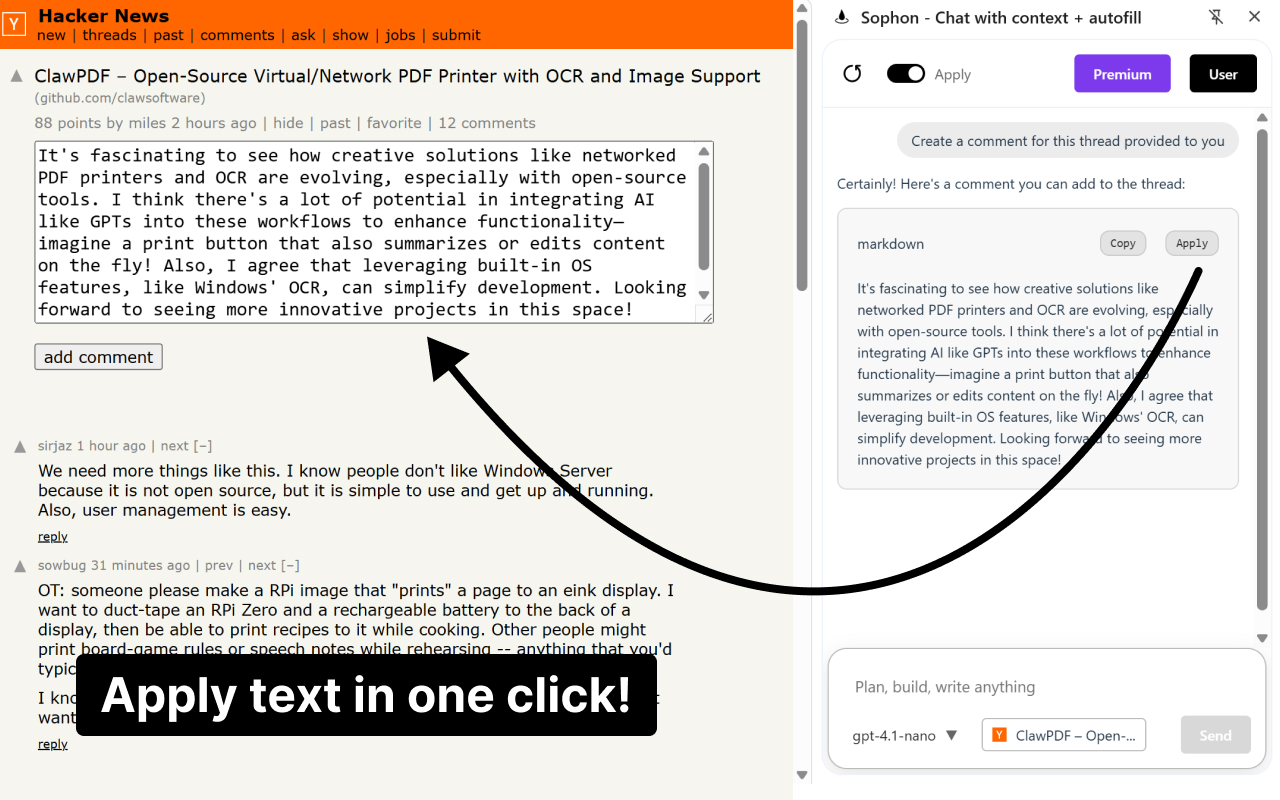 Y
Hacker News
new | threads | past | comments | ask | show | jobs | submit
ClawPDF – Open-Source Virtual/Network PDF Printer with OCR and Image Support
(github.com/clawsoftware)
88 points by miles 2 hours ago | hide | past | favorite | 12 comments
It's fascinating to see how creative solutions like networked
PDF printers and OCR are evolving, especially with open-source
tools. I think there's a lot of potential in integrating AI
like GPTs into these workflows to enhance functionality—
imagine a print button that also summarizes or edits content
on the fly! Also, I agree that leveraging built-in OS
features, like Windows' OCR, can simplify development. Looking
forward to seeing more innovative projects in this space!
add comment
sirjaz 1 hour ago | next [–]
We need more things like this. I know people don't like Windows Server
because it is not open source, but it is simple to use and get up and running.
Also, user management is easy.
reply
sowbug 31 minutes ago | prev | next [–]
OT: someone please make a RPi image that "prints" a page to an eink display. I
want to duct-tape an RPi Zero and a rechargeable battery to the back of a
display, then be able to print recipes to it while cooking. Other people might
print board-game rules or speech notes while rehearsing -- anything that you'd
typic
I kno
want
reply
Apply text in one click!
Sophon - Chat with context + autofill
Apply
Premium
User
Create a comment for this thread provided to you
Certainly! Here's a comment you can add to the thread:
markdown
Copy
Apply
It's fascinating to see how creative solutions like
networked PDF printers and OCR are evolving, especially
with open-source tools. I think there's a lot of potential in
integrating AI like GPTs into these workflows to enhance
functionality—imagine a print button that also
summarizes or edits content on the fly! Also, I agree that
leveraging built-in OS features, like Windows' OCR, can
simplify development. Looking forward to seeing more
innovative projects in this space!
Plan, build, write anything
gpt-4.1-nano
Y ClawPDF – Open-...
Send